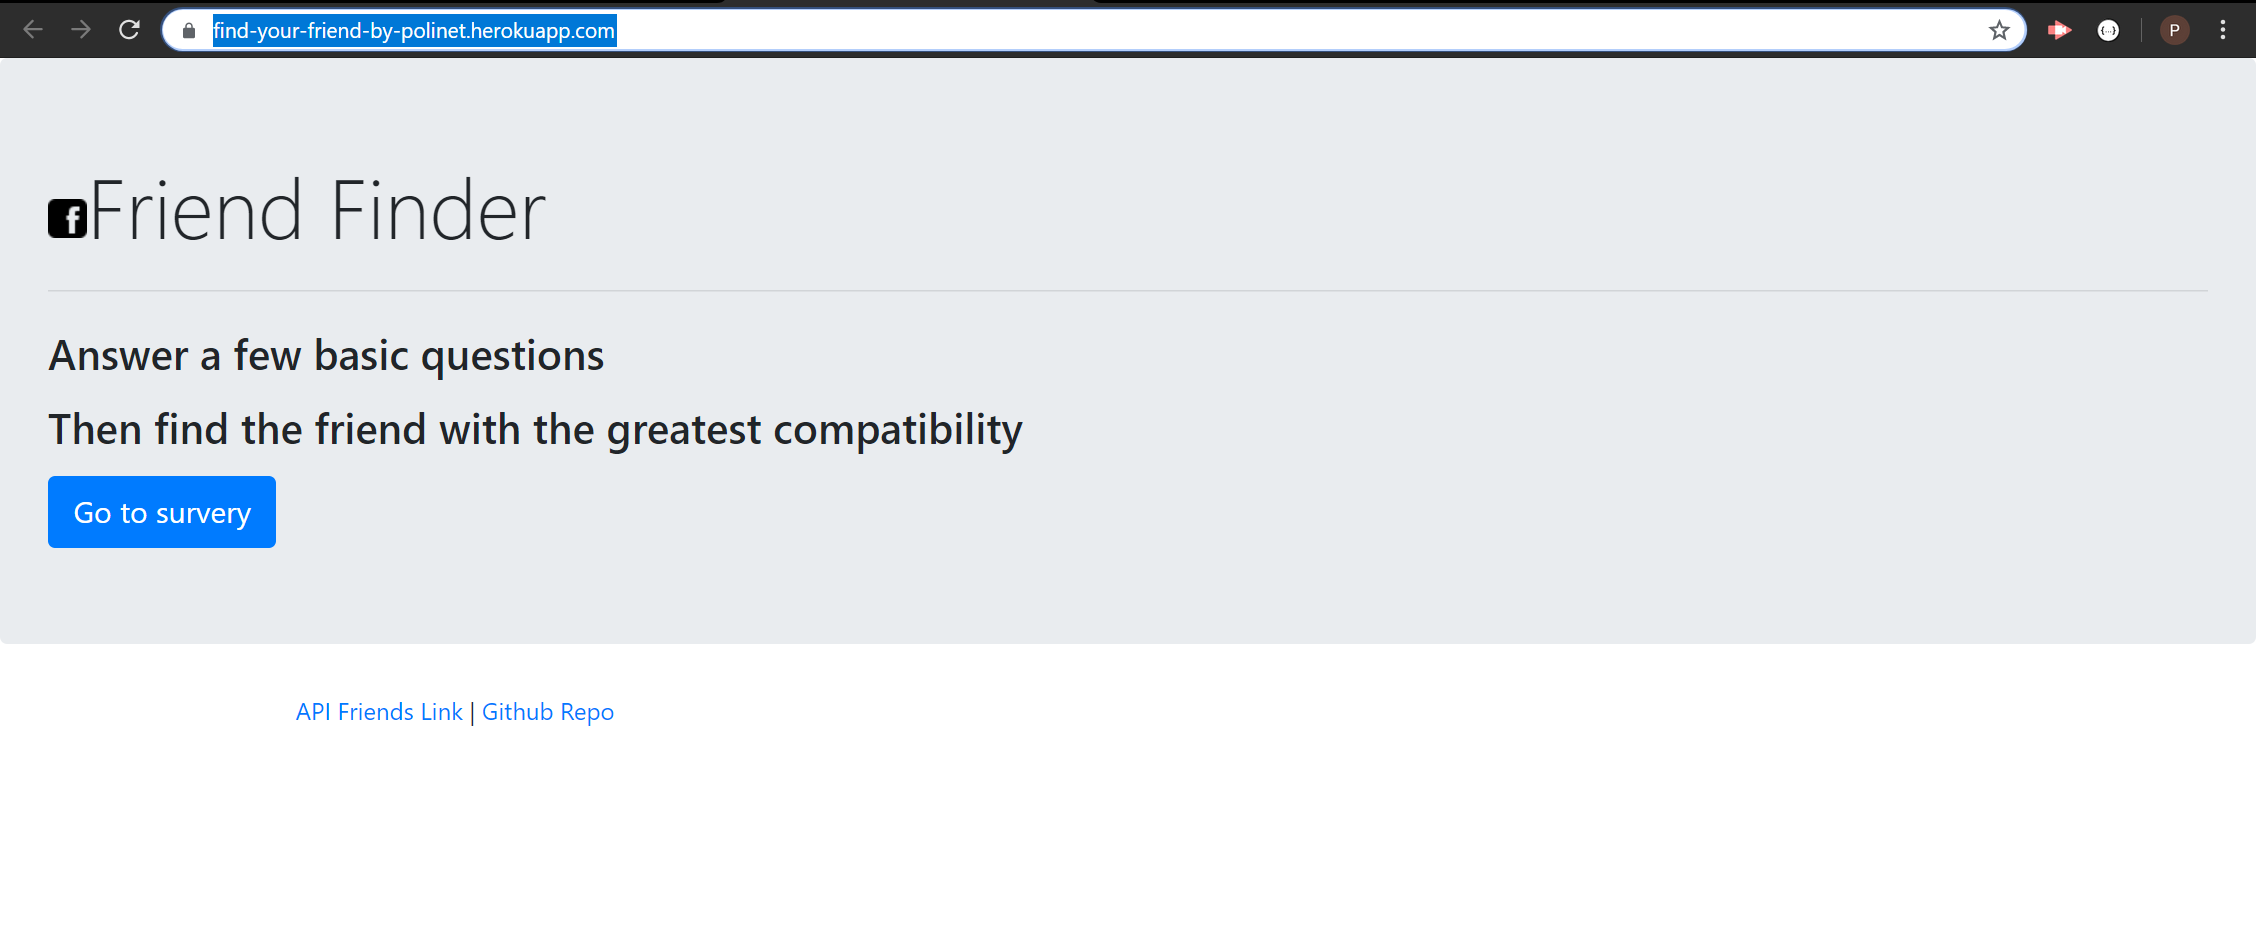 find-your-friend-by-polinet.herokuapp.com
P
f Friend Finder
Answer a few basic questions
Then find the friend with the greatest compatibility
Go to survery
API Friends Link | Github Repo